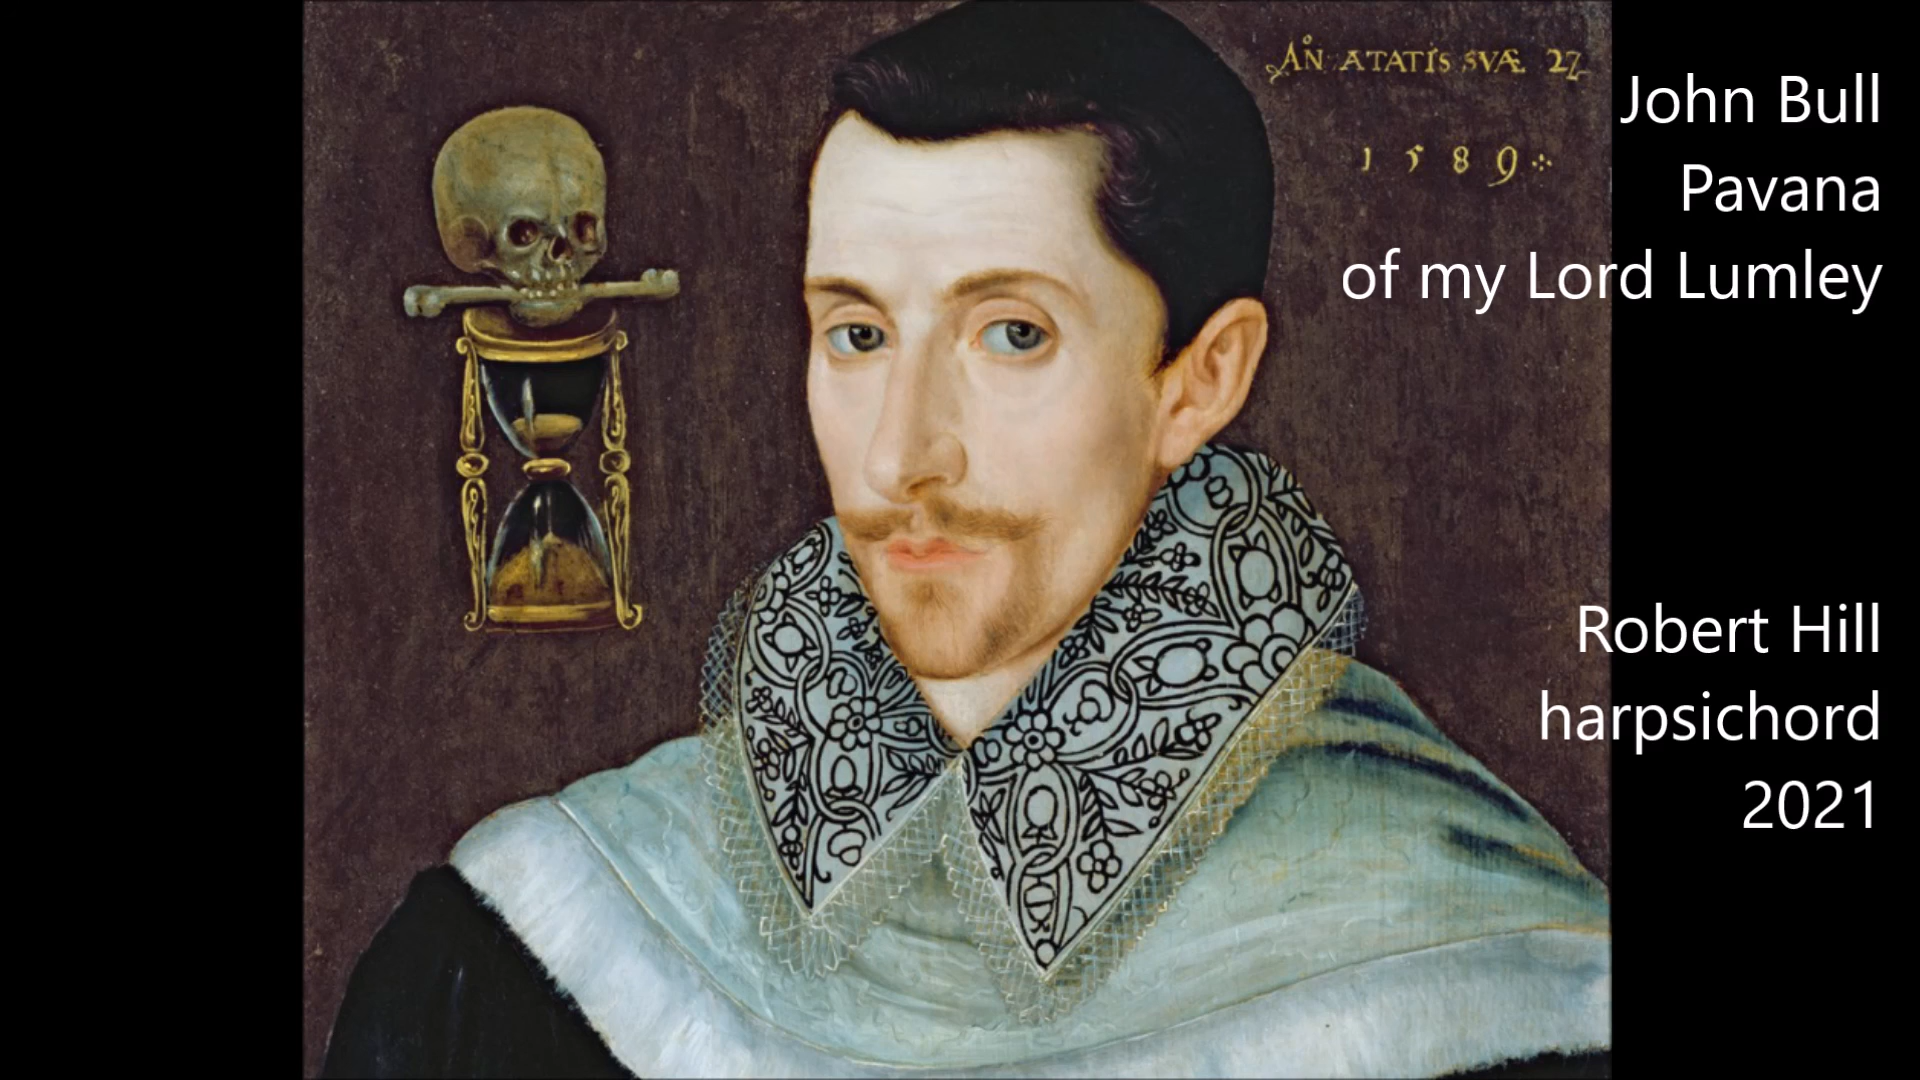 AN̊ ATATIS SVÆ 27
1589
John Bull
Pavana
of my Lord Lumley
Robert Hill
harpsichord
2021